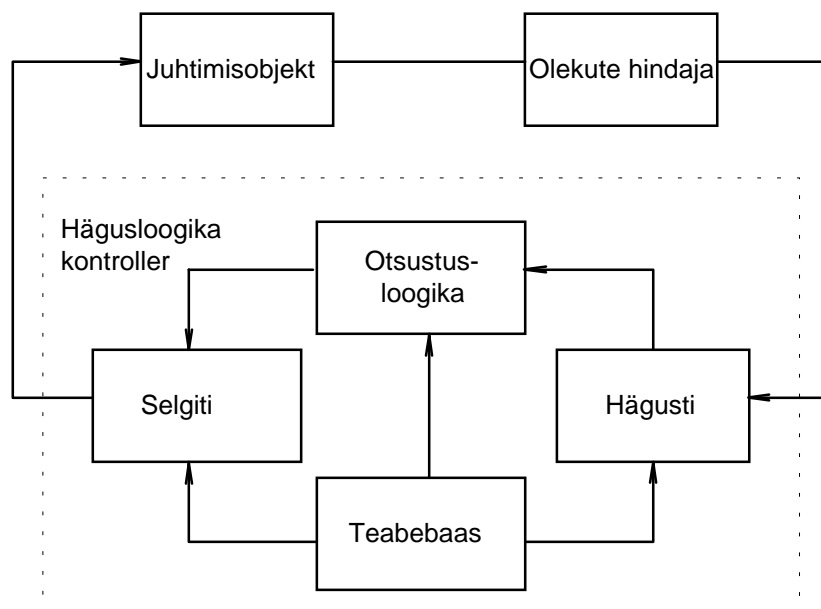 Juhtimisobjekt
Olekute hindaja
Hägusloogika
kontroller
Otsustus-
loogika
Selgiti
Hägusti
Teabebaas